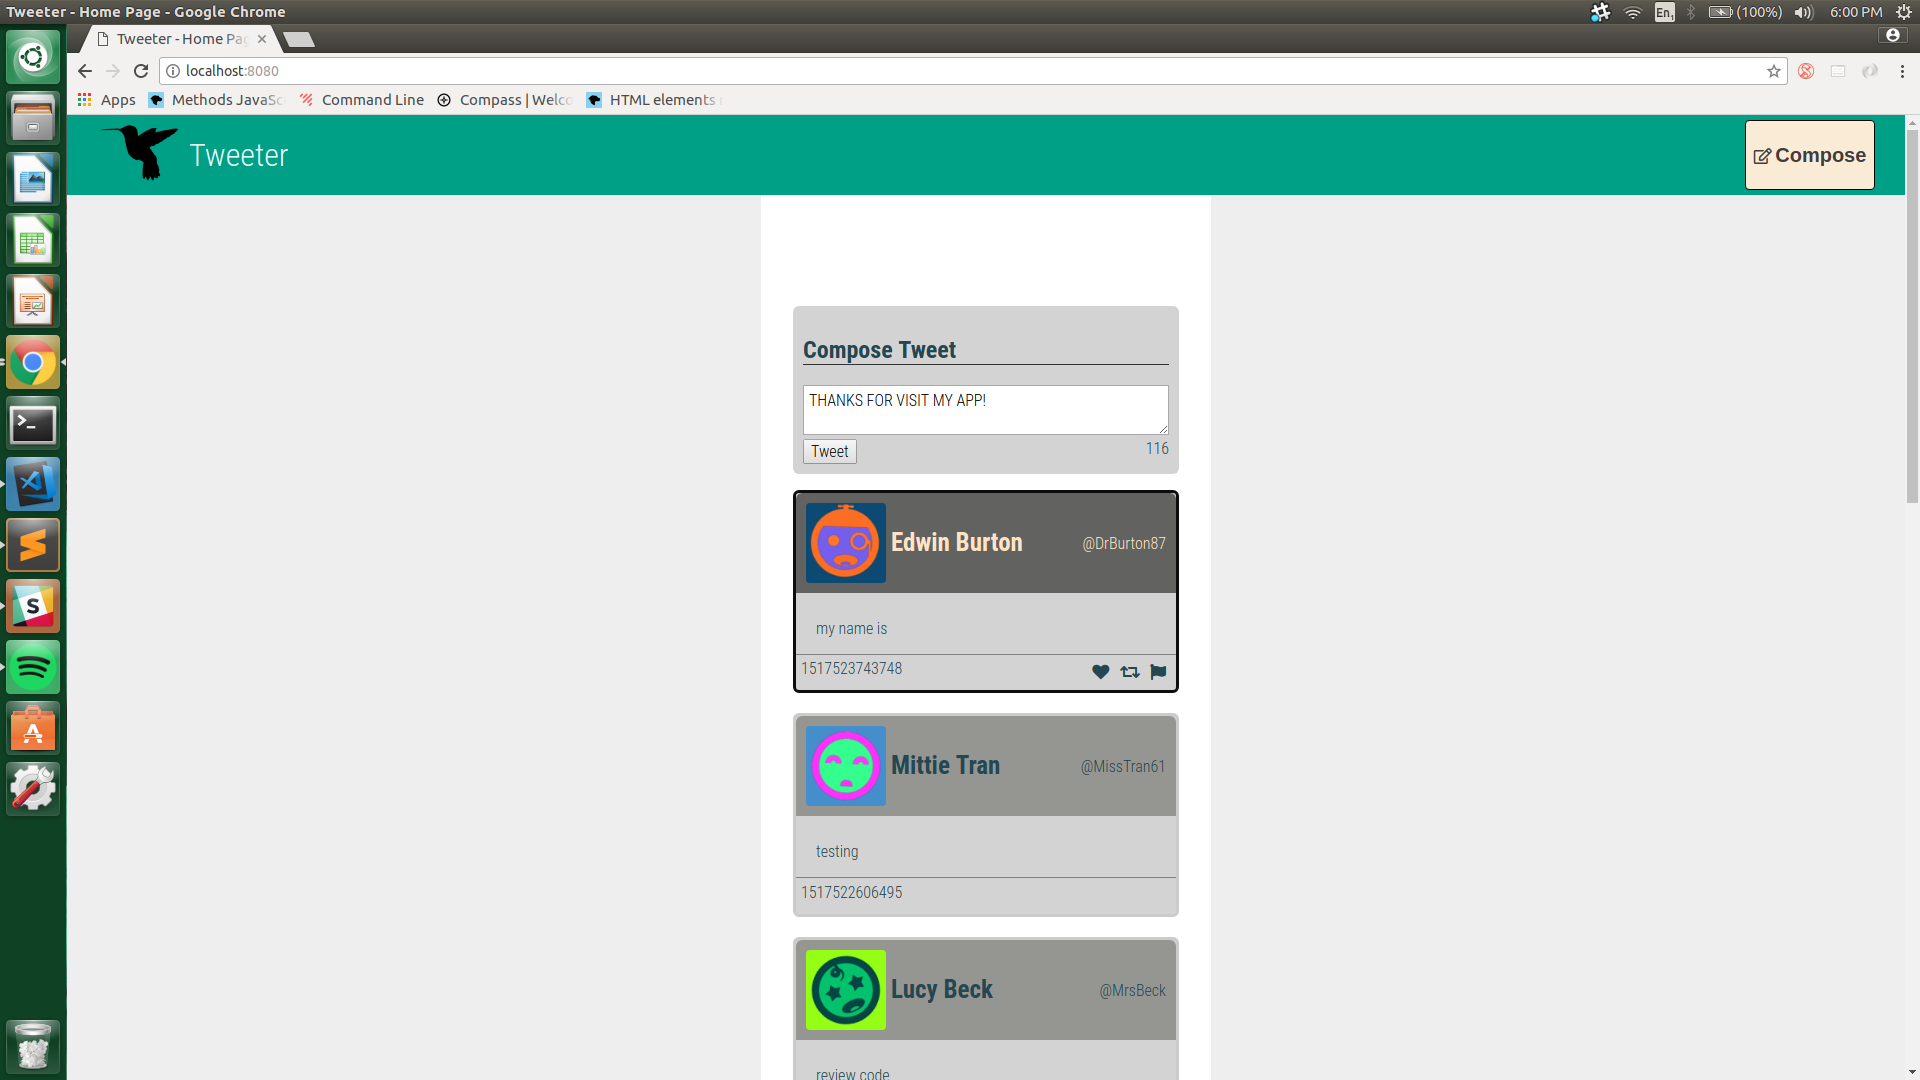 Tweeter - Home Page - Google Chrome
En1
(100%)
6:00 PM
Tweeter - Home Pa
localhost:8080
Apps
Methods JavaSc
Command Line
Compass | Welco
HTML elements
Tweeter
Compose
Compose Tweet
THANKS FOR VISIT MY APP!
Tweet
116
Edwin Burton
@DrBurton87
my name is
1517523743748
Mittie Tran
@MissTran61
testing
1517522606495
Lucy Beck
@MrsBeck
review code